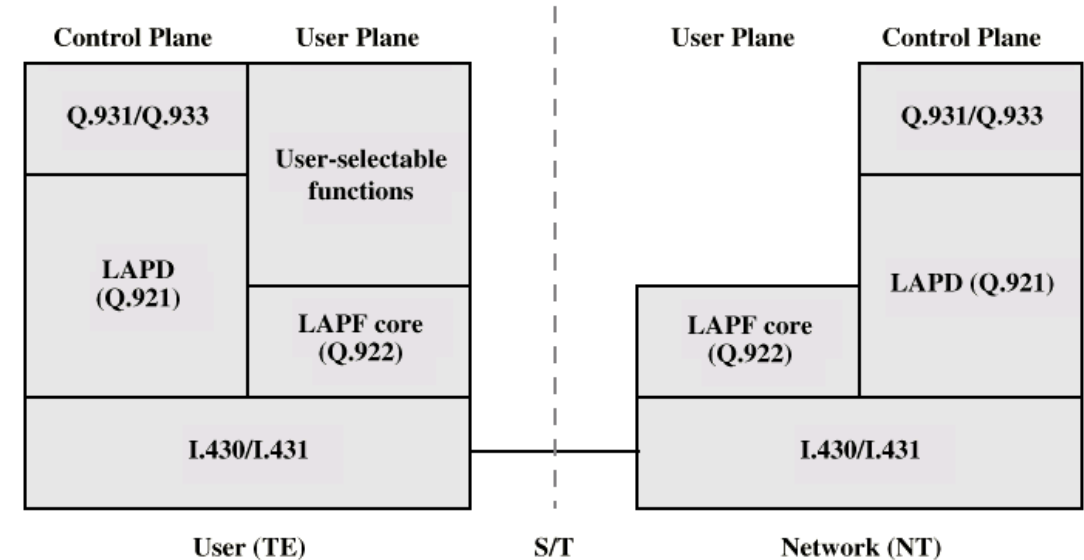 Control Plane
User Plane
User Plane
Control Plane
Q.931/Q.933
User-selectable
functions
LAPD
(Q.921)
LAPF core
(Q.922)
I.430/I.431
Q.931/Q.933
LAPD (Q.921)
LAPF core
(Q.922)
I.430/I.431
User (TE)
S/T
Network (NT)